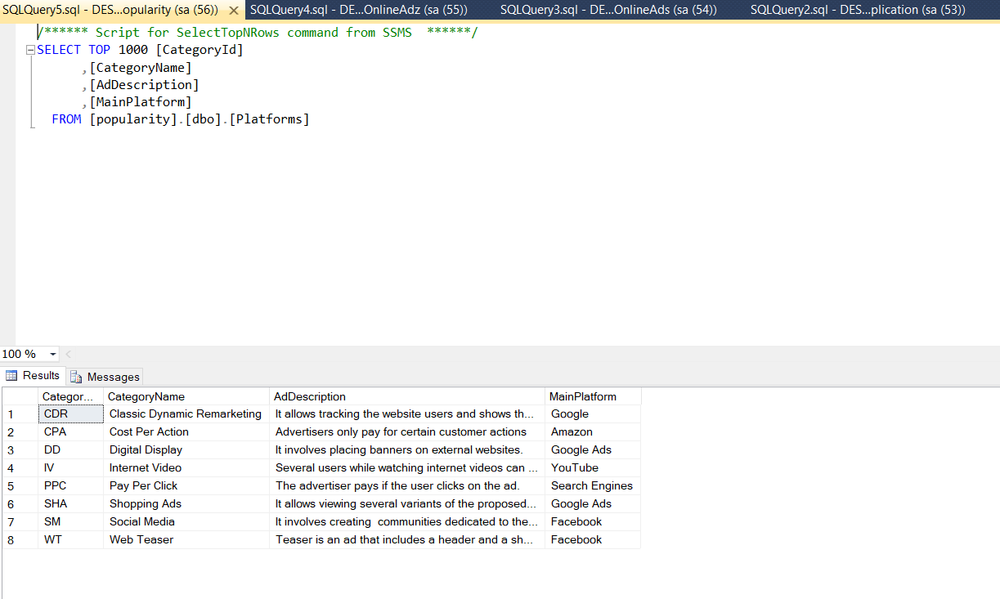 SQLQuery5.sql - DES...opularity (sa (56)) SQLQuery4.sql - DE...OnlineAdz (sa (55)) SQLQuery3.sql - DE...OnlineAds (sa (54)) SQLQuery2.sql - DES...plication (sa (53))
/****** Script for SelectTopNRows command from SSMS  ******/
SELECT TOP 1000 [CategoryId]
,[CategoryName]
,[AdDescription]
,[MainPlatform]
FROM [popularity].[dbo].[Platforms]
100 %
Results Messages
Categor... CategoryName AdDescription MainPlatform
1 CDR Classic Dynamic Remarketing It allows tracking the website users and shows th... Google
2 CPA Cost Per Action Advertisers only pay for certain customer actions Amazon
3 DD Digital Display It involves placing banners on external websites. Google Ads
4 IV Internet Video Several users while watching internet videos can ... YouTube
5 PPC Pay Per Click The advertiser pays if the user clicks on the ad. Search Engines
6 SHA Shopping Ads It allows viewing several variants of the proposed... Google Ads
7 SM Social Media It involves creating  communities dedicated to the... Facebook
8 WT Web Teaser Teaser is an ad that includes a header and a sh... Facebook